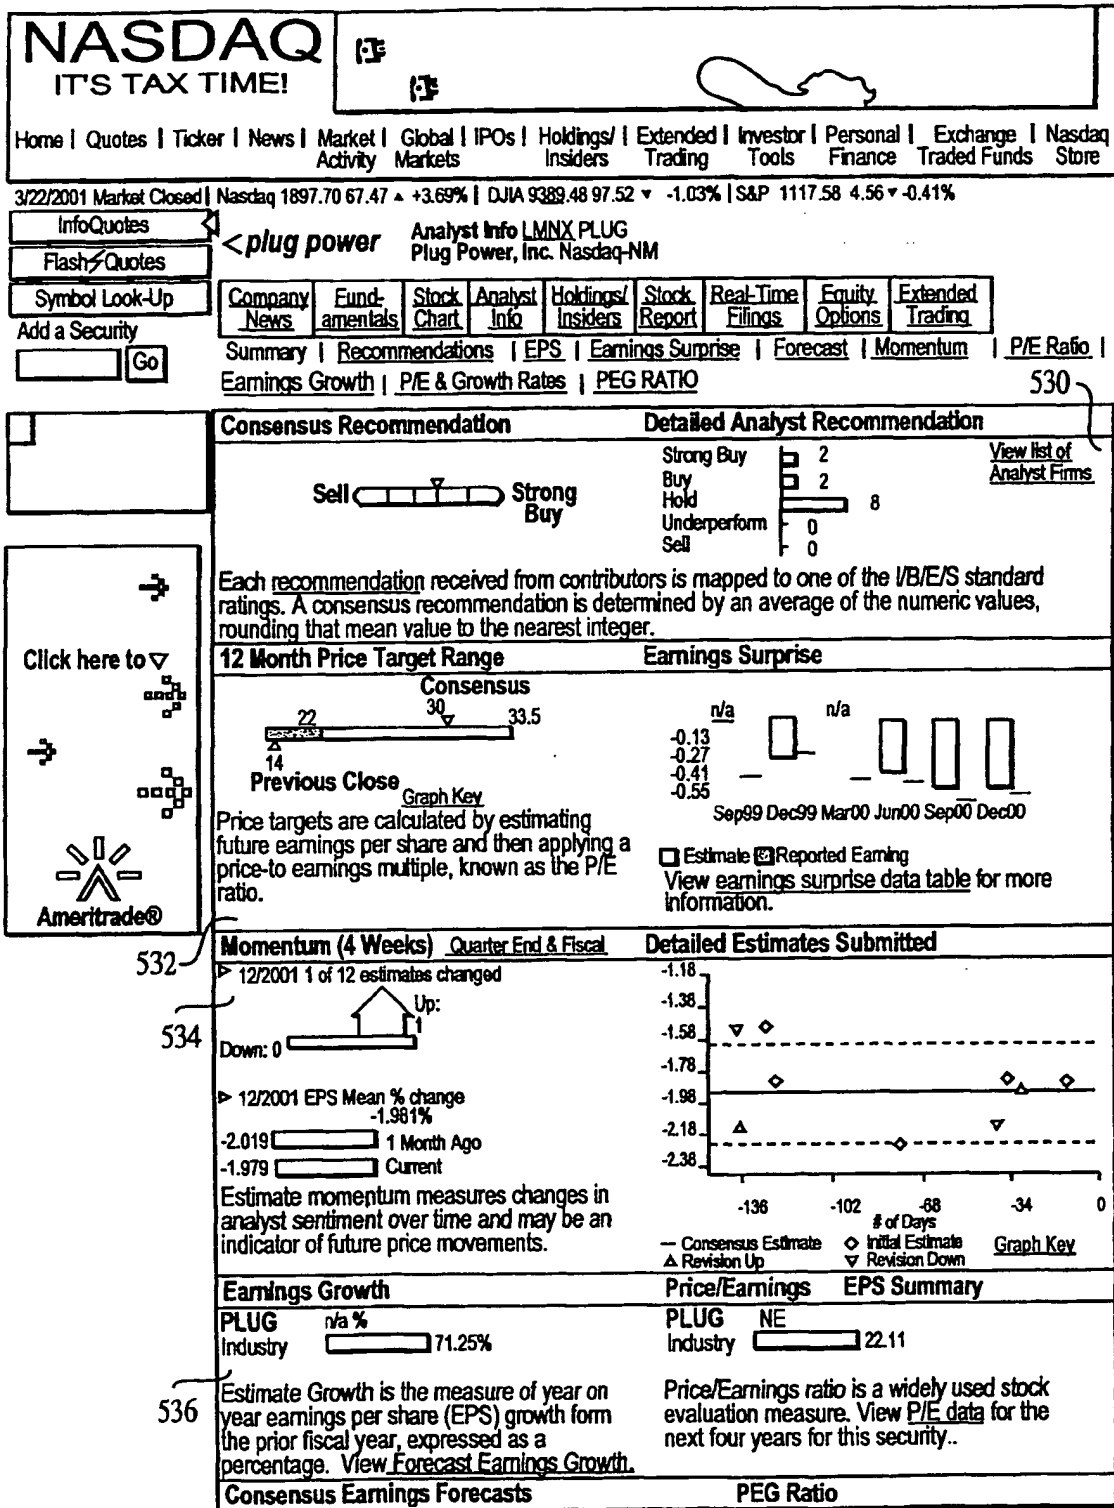 NASDAQ
IT'S TAX TIME!
Home | Quotes | Ticker | News | Market Activity | Global Markets | IPOs | Holdings/ Insiders | Extended Trading | Investor Tools | Personal Finance | Exchange Traded Funds | Nasdaq Store
3/22/2001 Market Closed | Nasdaq 1897.70 67.47 ▲ +3.69% | DJIA 9389.48 97.52 ▼ -1.03% | S&P 1117.58 4.56 ▼ -0.41%
InfoQuotes
Flash⚡Quotes
Symbol Look-Up
Add a Security
Go
<plug power
Analyst Info LMNX PLUG
Plug Power, Inc. Nasdaq-NM
Company News | Fund-amentals | Stock Chart | Analyst Info | Holdings/ Insiders | Stock Report | Real-Time Filings | Equity Options | Extended Trading
Summary | Recommendations | EPS | Earnings Surprise | Forecast | Momentum | P/E Ratio |
Earnings Growth | P/E & Growth Rates | PEG RATIO
530
Click here to ▽
Ameritrade®
Consensus Recommendation
Sell
Strong
Buy
Detailed Analyst Recommendation
Strong Buy 2
Buy 2
Hold 8
Underperform 0
Sell 0
View list of
Analyst Firms
Each recommendation received from contributors is mapped to one of the I/B/E/S standard
ratings. A consensus recommendation is determined by an average of the numeric values,
rounding that mean value to the nearest integer.
12 Month Price Target Range
Consensus
22 30 33.5
14
Previous Close
Graph Key
Price targets are calculated by estimating
future earnings per share and then applying a
price-to earnings multiple, known as the P/E
ratio.
Earnings Surprise
n/a n/a
-0.13
-0.27
-0.41
-0.55
Sep99 Dec99 Mar00 Jun00 Sep00 Dec00
Estimate Reported Earning
View earnings surprise data table for more
information.
532
Momentum (4 Weeks) Quarter End & Fiscal
534
▷ 12/2001 1 of 12 estimates changed
Up:
1
Down: 0
▷ 12/2001 EPS Mean % change
-1.981%
-2.019 1 Month Ago
-1.979 Current
Estimate momentum measures changes in
analyst sentiment over time and may be an
indicator of future price movements.
Detailed Estimates Submitted
-1.18
-1.38
-1.58
-1.78
-1.98
-2.18
-2.38
-136 -102 -68 -34 0
# of Days
— Consensus Estimate ◇ Initial Estimate
△ Revision Up ▽ Revision Down
Graph Key
Earnings Growth
PLUG n/a %
Industry 71.25%
536
Estimate Growth is the measure of year on
year earnings per share (EPS) growth form
the prior fiscal year, expressed as a
percentage. View Forecast Earnings Growth.
Price/Earnings EPS Summary
PLUG NE
Industry 22.11
Price/Earnings ratio is a widely used stock
evaluation measure. View P/E data for the
next four years for this security..
Consensus Earnings Forecasts
PEG Ratio